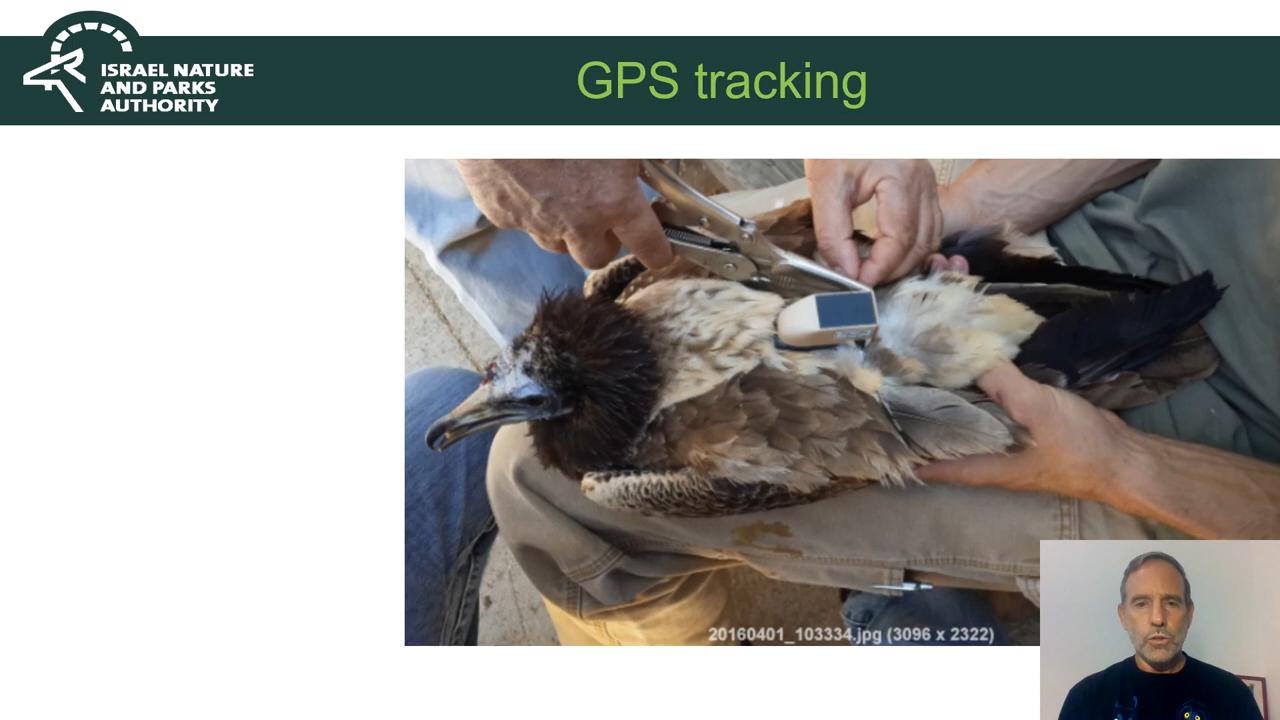 ISRAEL NATURE
AND PARKS
AUTHORITY
GPS tracking
20160401_103334.jpg (3096 x 2322)